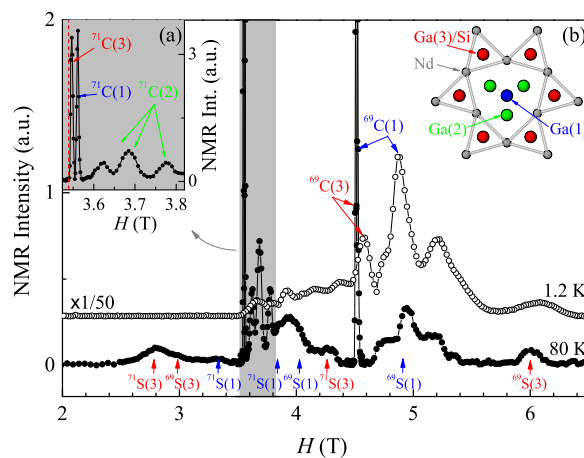 (a)
⁷¹C(3)
⁷¹C(1)
⁷¹C(2)
3
0
NMR Int. (a.u.)
3.6 3.7 3.8
H (T)
(b)
Ga(3)/Si
Nd
Ga(2)
Ga(1)
⁶⁹C(1)
⁶⁹C(3)
NMR Intensity (a.u.)
2
1
0
x1/50
1.2 K
80 K
⁷¹S(3) ⁶⁹S(3) ⁷¹S(1) ⁷¹S(1) ⁶⁹S(1) ⁷¹S(3) ⁶⁹S(1) ⁶⁹S(3)
2 3 4 5 6
H (T)